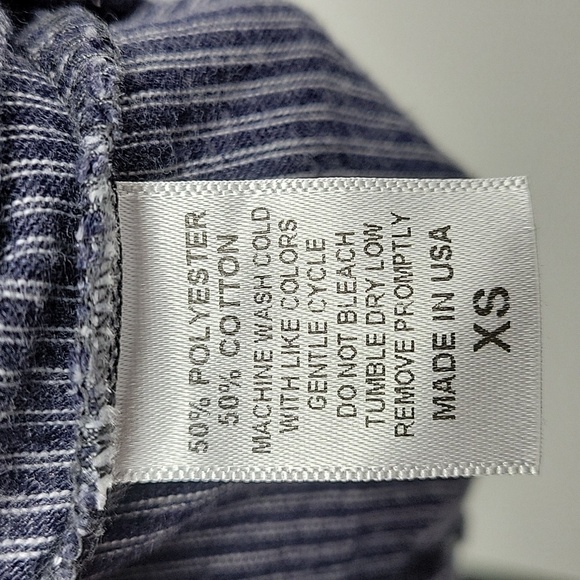 50% POLYESTER
50% COTTON
MACHINE WASH COLD
WITH LIKE COLORS
GENTLE CYCLE
DO NOT BLEACH
TUMBLE DRY LOW
REMOVE PROMPTLY
MADE IN USA
XS